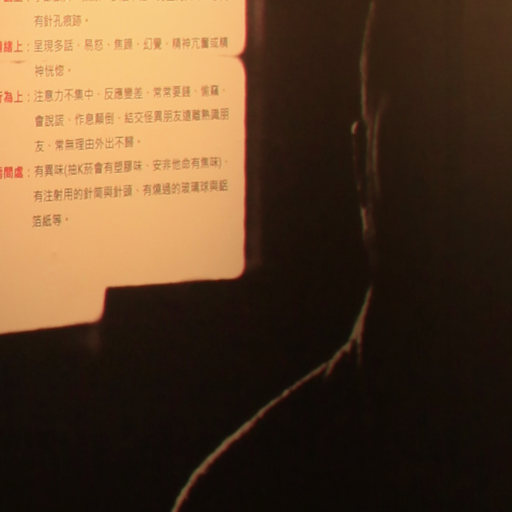 有針孔痕跡。
緒上：呈現多話、易怒、焦躁、幻覺、精神亢奮或精
神恍惚。
行為上：注意力不集中、反應變差、常常要錢、偷竊、
會說謊、作息顛倒、結交怪異朋友遠離熟識朋
友、常無理由外出不歸。
房間處：有異味(抽K菸會有塑膠味、安非他命有焦味)、
有注射用的針筒與針頭、有燒過的玻璃球與鋁
箔紙等。